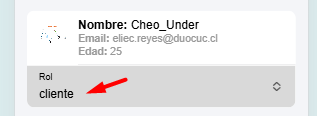 Nombre: Cheo_Under
Email: eliec.reyes@duocuc.cl
Edad: 25
Rol
cliente